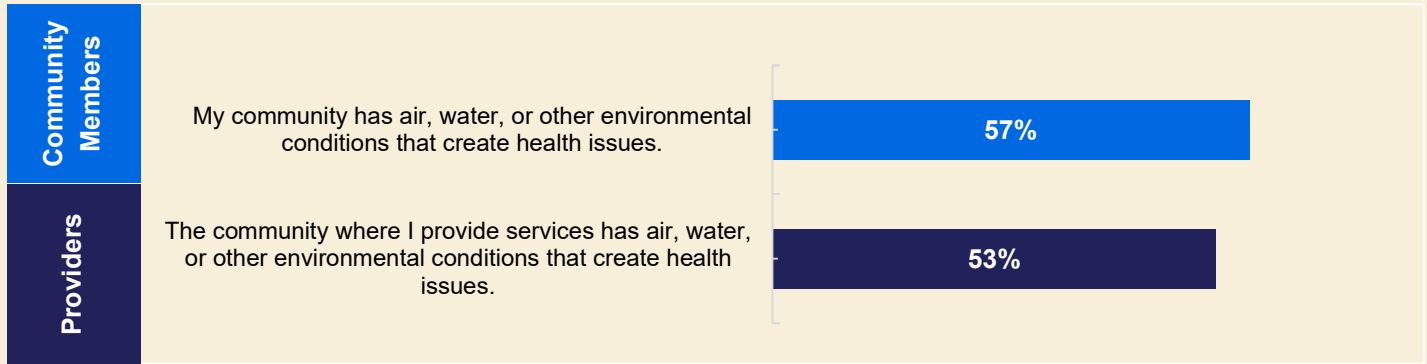 Community
Members
My community has air, water, or other environmental
conditions that create health issues.
57%
Providers
The community where I provide services has air, water,
or other environmental conditions that create health
issues.
53%